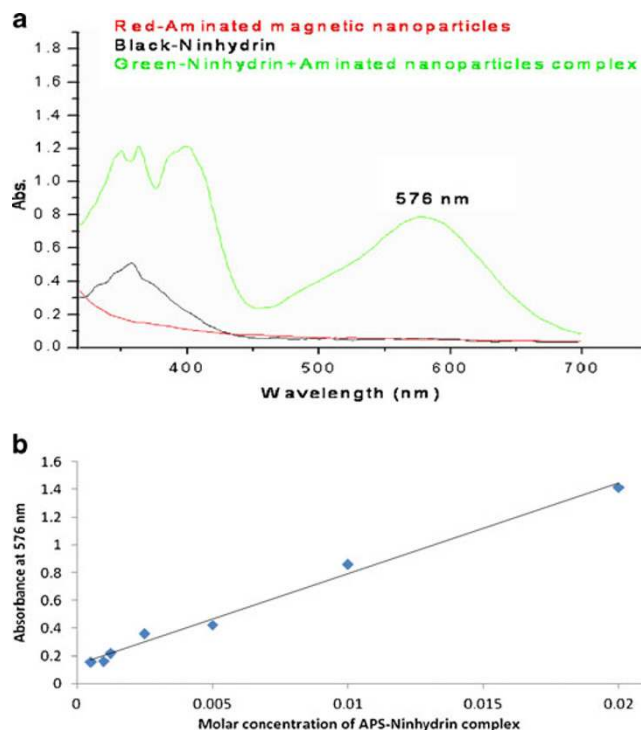 a
Red-Aminated magnetic nanoparticles
Black-Ninhydrin
Green-Ninhydrin+Aminated nanoparticles complex
1.8
1.6
1.4
1.2
1.0
0.8
0.6
0.4
0.2
0.0
Abs.
576 nm
400 500 600 700
Wavelength (nm)
b
1.6
1.4
1.2
1
0.8
0.6
0.4
0.2
0
Absorbance at 576 nm
0 0.005 0.01 0.015 0.02
Molar concentration of APS-Ninhydrin complex